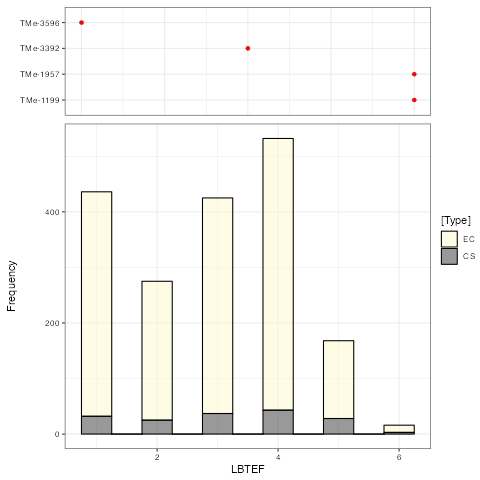 TMe-3596
TMe-3392
TMe-1957
TMe-1199
400
200
0
Frequency
2 4 6
LBTEF
[Type]
EC
CS